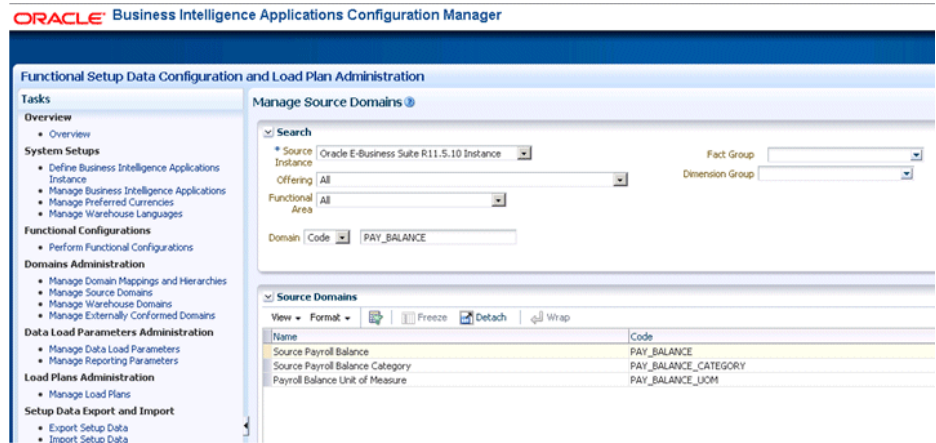 ORACLE Business Intelligence Applications Configuration Manager
Functional Setup Data Configuration and Load Plan Administration
Tasks
Overview
Overview
System Setups
Define Business Intelligence Applications
Instance
Manage Business Intelligence Applications
Manage Preferred Currencies
Manage Warehouse Languages
Functional Configurations
Perform Functional Configurations
Domains Administration
Manage Domain Mappings and Hierarchies
Manage Source Domains
Manage Warehouse Domains
Manage Externally Conformed Domains
Data Load Parameters Administration
Manage Data Load Parameters
Manage Reporting Parameters
Load Plans Administration
Manage Load Plans
Setup Data Export and Import
Export Setup Data
Import Setup Data
Manage Source Domains
Search
* Source Instance Oracle E-Business Suite R11.5.10 Instance
Offering All
Functional Area All
Domain Code PAY_BALANCE
Fact Group
Dimension Group
Source Domains
View Format Freeze Detach Wrap
Name Code
Source Payroll Balance PAY_BALANCE
Source Payroll Balance Category PAY_BALANCE_CATEGORY
Payroll Balance Unit of Measure PAY_BALANCE_UOM